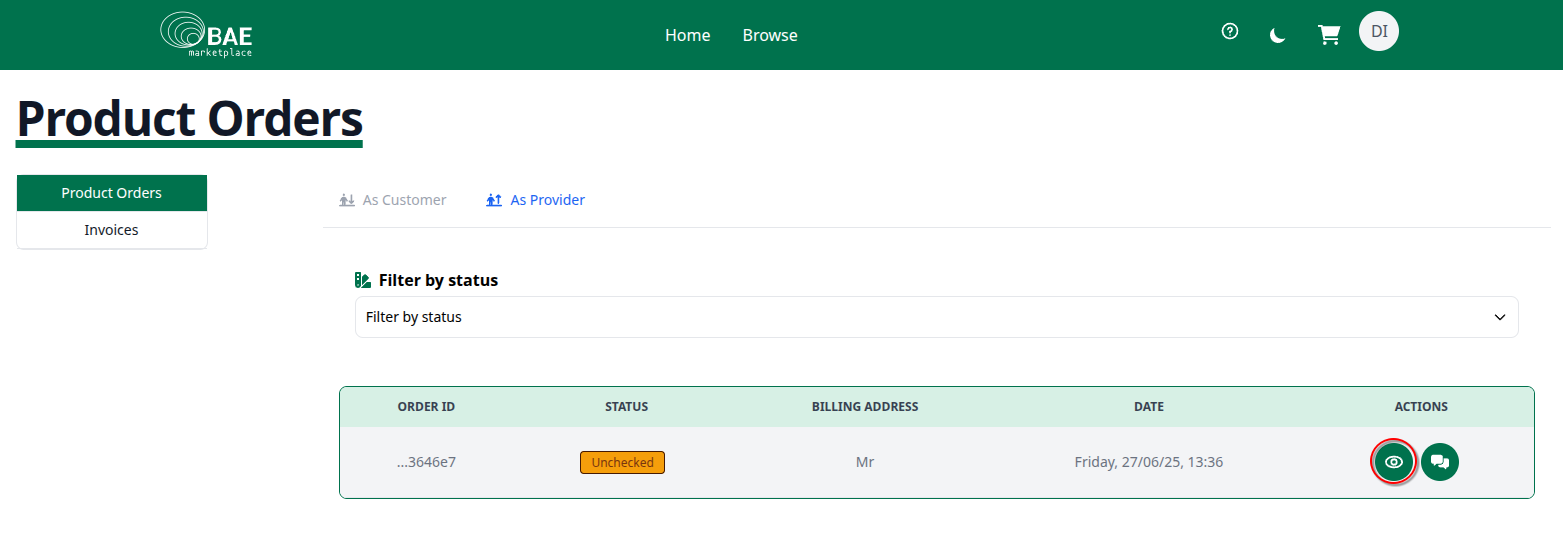 BAE
marketplace
Home
Browse
DI
Product Orders
Product Orders
Invoices
As Customer
As Provider
Filter by status
Filter by status
ORDER ID STATUS BILLING ADDRESS DATE ACTIONS
...3646e7 Unchecked Mr Friday, 27/06/25, 13:36